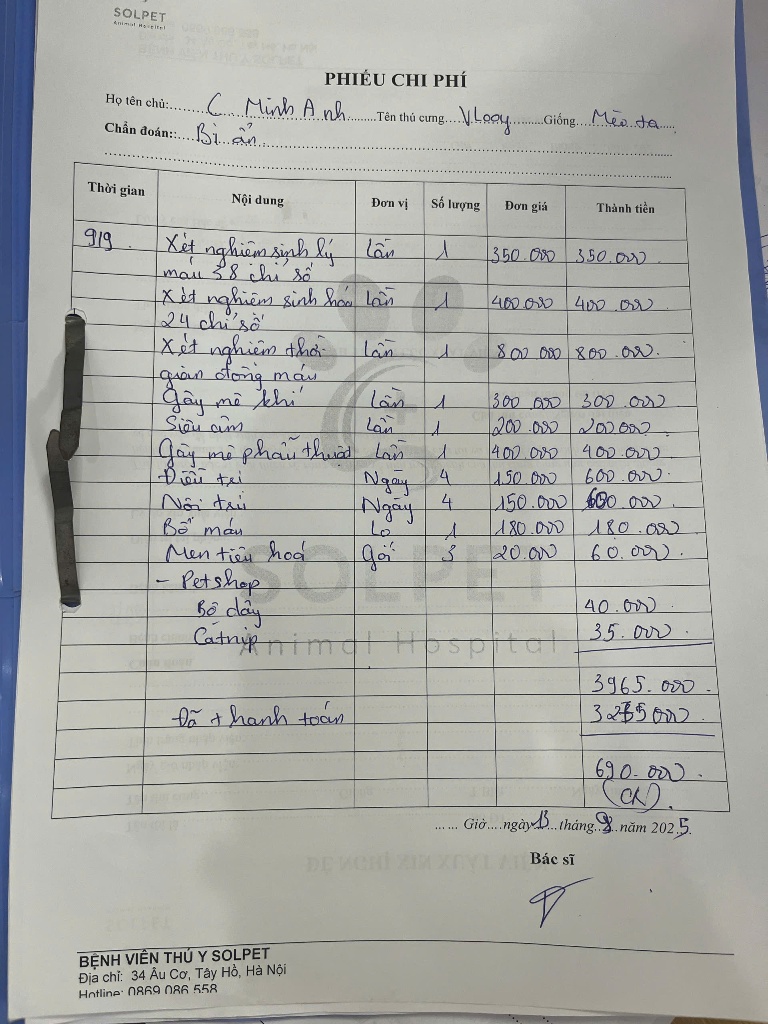 SOLPET
Animal Hospital
PHIẾU CHI PHÍ
Họ tên chủ:........C Minh Anh.........Tên thú cưng....VLooy.........Giống....Mèo ta.....
Chẩn đoán:....Bì ẩn
Thời gian Nội dung Đơn vị Số lượng Đơn giá Thành tiền
9/9 Xét nghiệm sinh lý Lần 1 350.000 350.000
máu 38 chỉ số
Xét nghiệm sinh hoá Lần 1 400.000 400.000
24 chỉ số
Xét nghiệm thời Lần 1 800.000 800.000
gian đông máu
Gây mê khí Lần 1 300.000 300.000
Siêu âm Lần 1 200.000 200.000
Gây mê phẫu thuật Lần 1 400.000 400.000
Điều trị Ngày 4 150.000 600.000
Nội trú Ngày 4 150.000 600.000
Bổ máu Lọ 1 180.000 180.000
Men tiêu hoá Gói 3 20.000 60.000
- Petshop
Bộ dây 40.000
Catnip 35.000
3965.000
Đã thanh toán 3275000
690.000
(CK).
...... Giờ....ngày 13 tháng 9 năm 2025.
Bác sĩ
SOLPET
Animal Hospital
BỆNH VIỆN THÚ Y SOLPET
Địa chỉ: 34 Âu Cơ, Tây Hồ, Hà Nội
Hotline: 0869 086 558